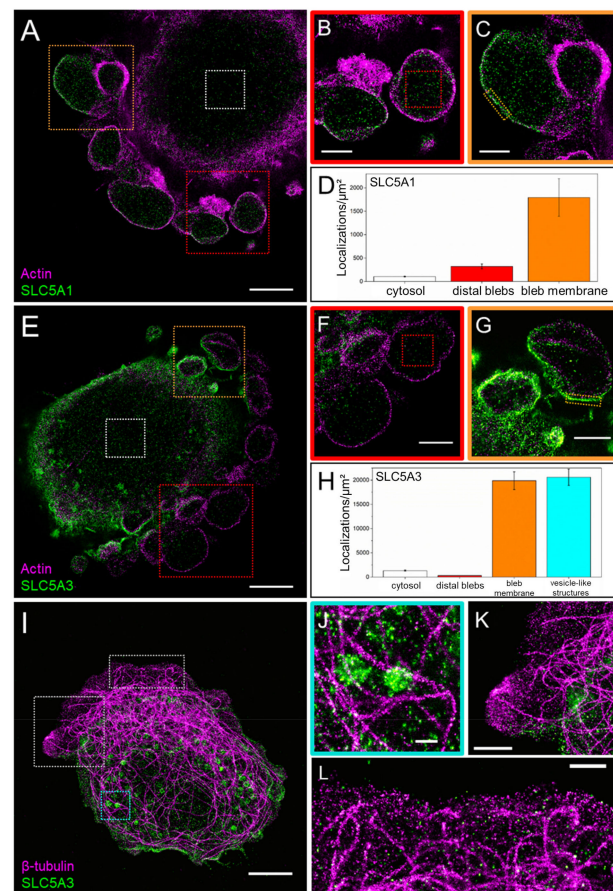 A
Actin
SLC5A1
B
C
D
SLC5A1
Localizations/µm²
2000
1500
1000
500
0
cytosol
distal blebs
bleb membrane
E
Actin
SLC5A3
F
G
H
SLC5A3
Localizations/µm²
20000
15000
10000
5000
0
cytosol
distal blebs
bleb
membrane
vesicle-like
structures
I
β-tubulin
SLC5A3
J
K
L